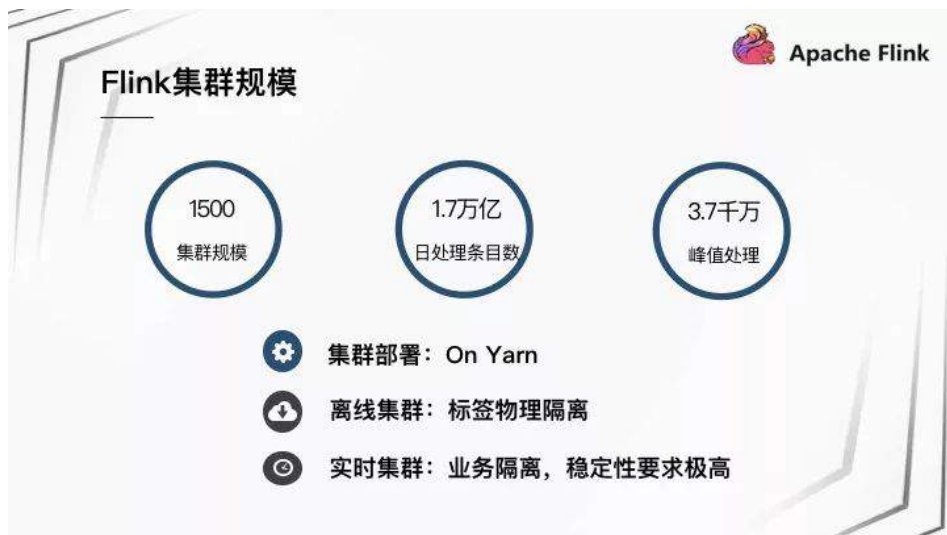 Apache Flink
Flink集群规模
1500
集群规模
1.7万亿
日处理条目数
3.7千万
峰值处理
集群部署：On Yarn
离线集群：标签物理隔离
实时集群：业务隔离，稳定性要求极高